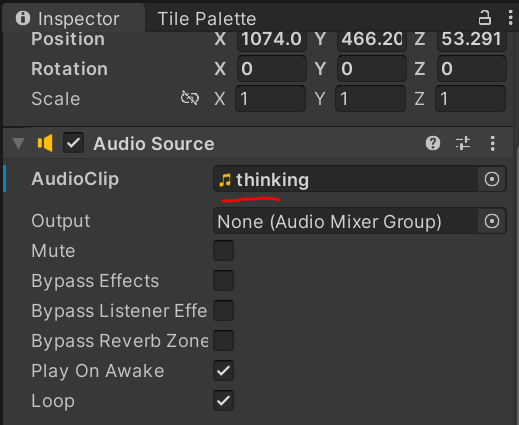 Inspector Tile Palette
Position X 1074.0 Y 466.20 Z 53.291
Rotation X 0 Y 0 Z 0
Scale X 1 Y 1 Z 1
Audio Source
AudioClip thinking
Output None (Audio Mixer Group)
Mute
Bypass Effects
Bypass Listener Effe
Bypass Reverb Zone
Play On Awake
Loop